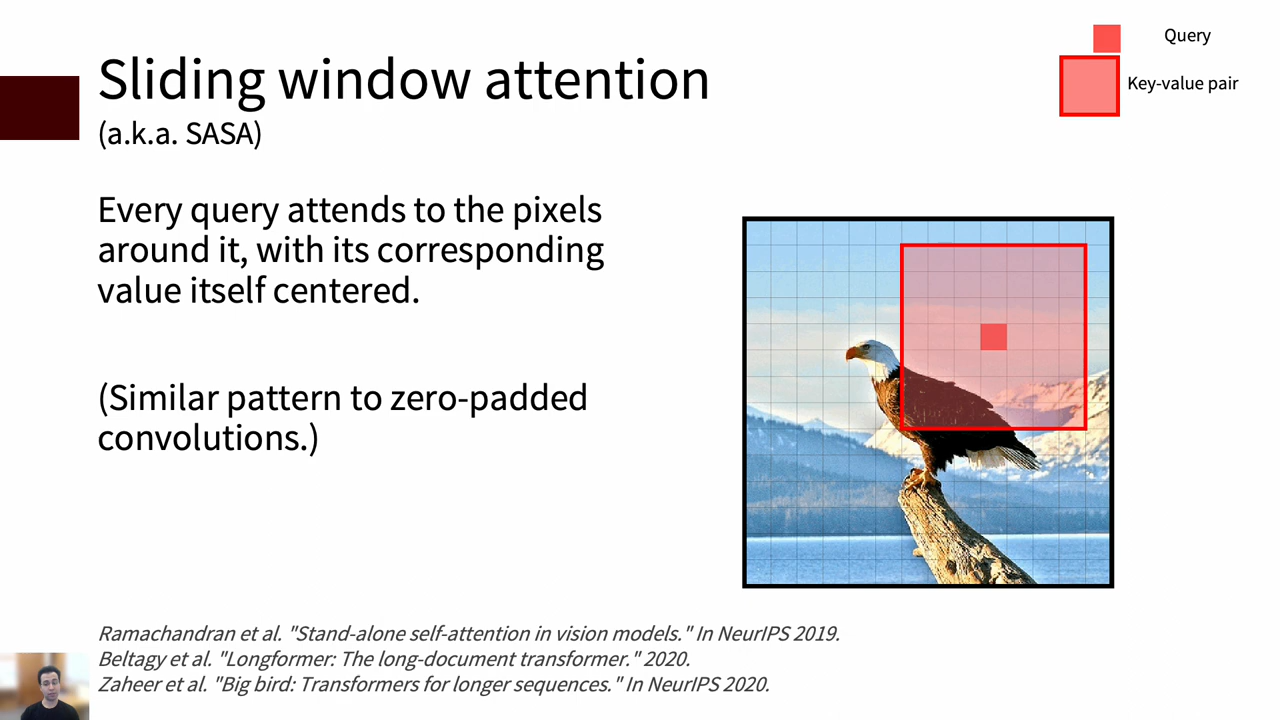 Query
Key-value pair
Sliding window attention
(a.k.a. SASA)
Every query attends to the pixels
around it, with its corresponding
value itself centered.
(Similar pattern to zero-padded
convolutions.)
Ramachandran et al. "Stand-alone self-attention in vision models." In NeurIPS 2019.
Beltagy et al. "Longformer: The long-document transformer." 2020.
Zaheer et al. "Big bird: Transformers for longer sequences." In NeurIPS 2020.